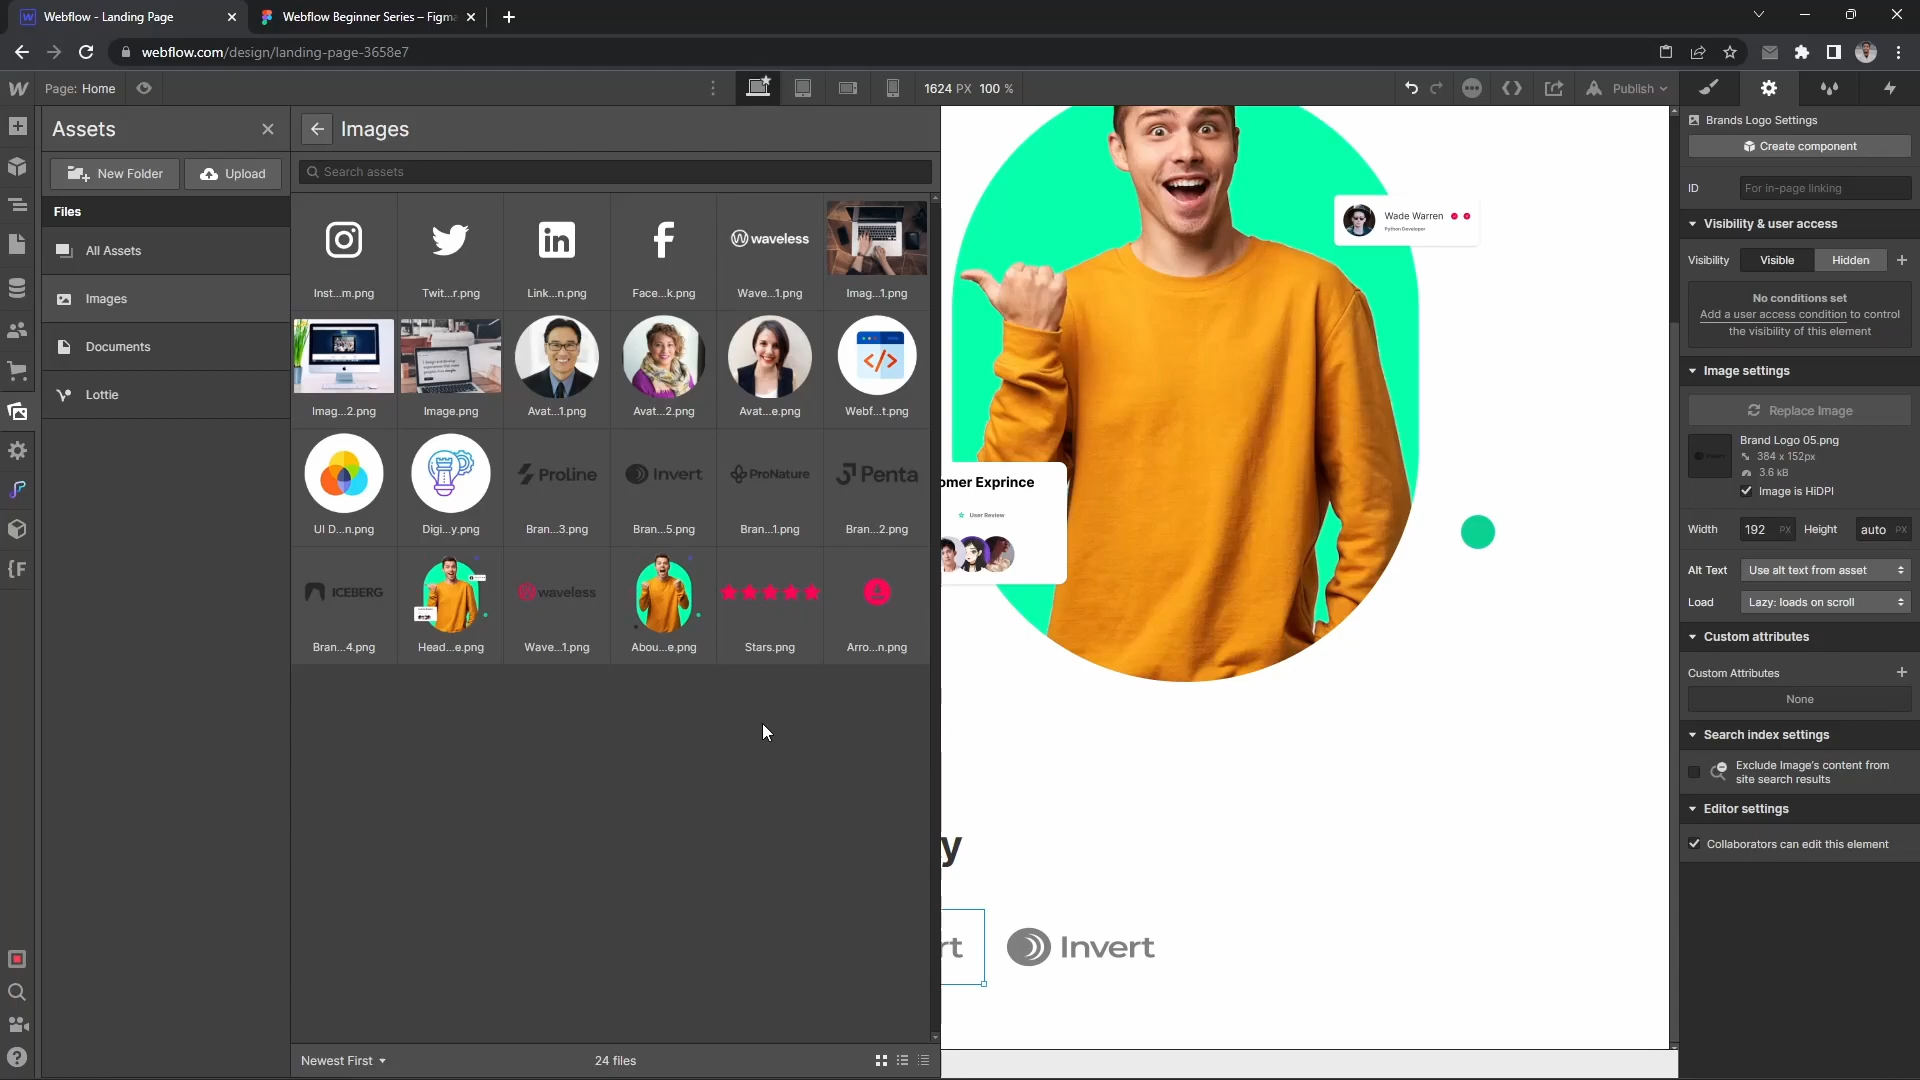 Webflow - Landing Page
Webflow Beginner Series – Figma
webflow.com/design/landing-page-3658e7
Page: Home
1624 PX 100 %
Publish
Assets
New Folder
Upload
Files
All Assets
Images
Documents
Lottie
Images
Search assets
waveless
Inst...m.png
Twit...r.png
Link...n.png
Face...k.png
Wave...1.png
Imag...1.png
Imag...2.png
Image.png
Avat...1.png
Avat...2.png
Avat...e.png
Webf...t.png
Proline
Invert
ProNature
Penta
UI D...n.png
Digi...y.png
Bran...3.png
Bran...5.png
Bran...1.png
Bran...2.png
ICEBERG
waveless
Bran...4.png
Head...e.png
Wave...1.png
Abou...e.png
Stars.png
Arro...n.png
Newest First
24 files
Wade Warren
Python Developer
omer Exprince
User Review
y
rt
Invert
Brands Logo Settings
Create component
ID
For in-page linking
Visibility & user access
Visibility
Visible
Hidden
No conditions set
Add a user access condition to control
the visibility of this element
Image settings
Replace Image
Brand Logo 05.png
384 x 152px
3.6 kB
Image is HiDPI
Width 192 PX Height auto PX
Alt Text Use alt text from asset
Load Lazy: loads on scroll
Custom attributes
Custom Attributes
None
Search index settings
Exclude Image's content from
site search results
Editor settings
Collaborators can edit this element